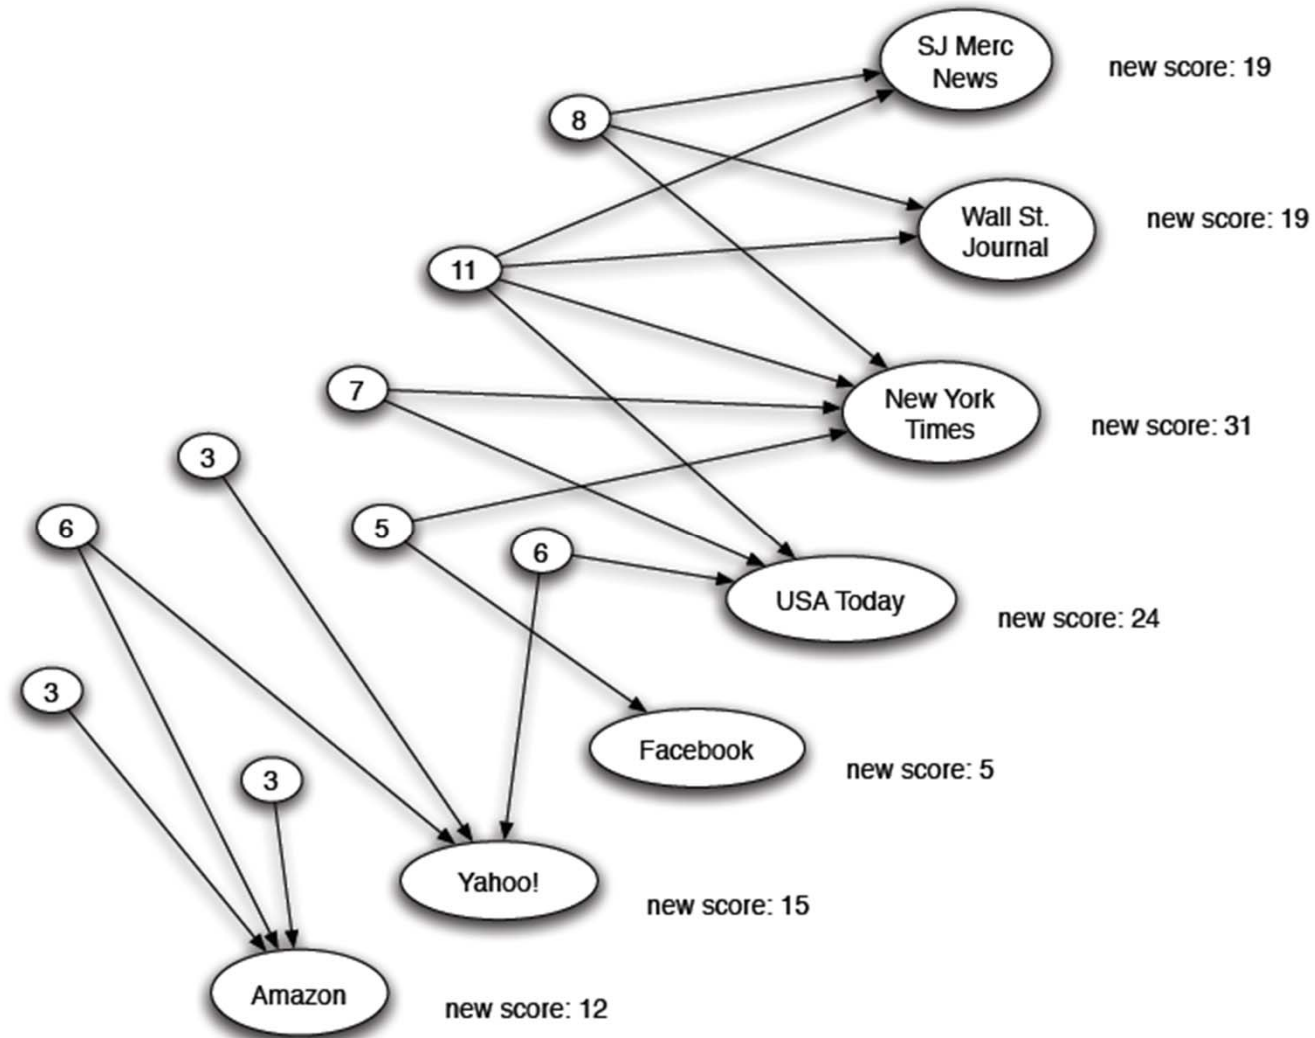 SJ Merc
News
new score: 19
8
Wall St.
Journal
new score: 19
11
New York
Times
new score: 31
7
3
6
5
6
USA Today
new score: 24
3
Facebook
new score: 5
3
Yahoo!
new score: 15
Amazon
new score: 12